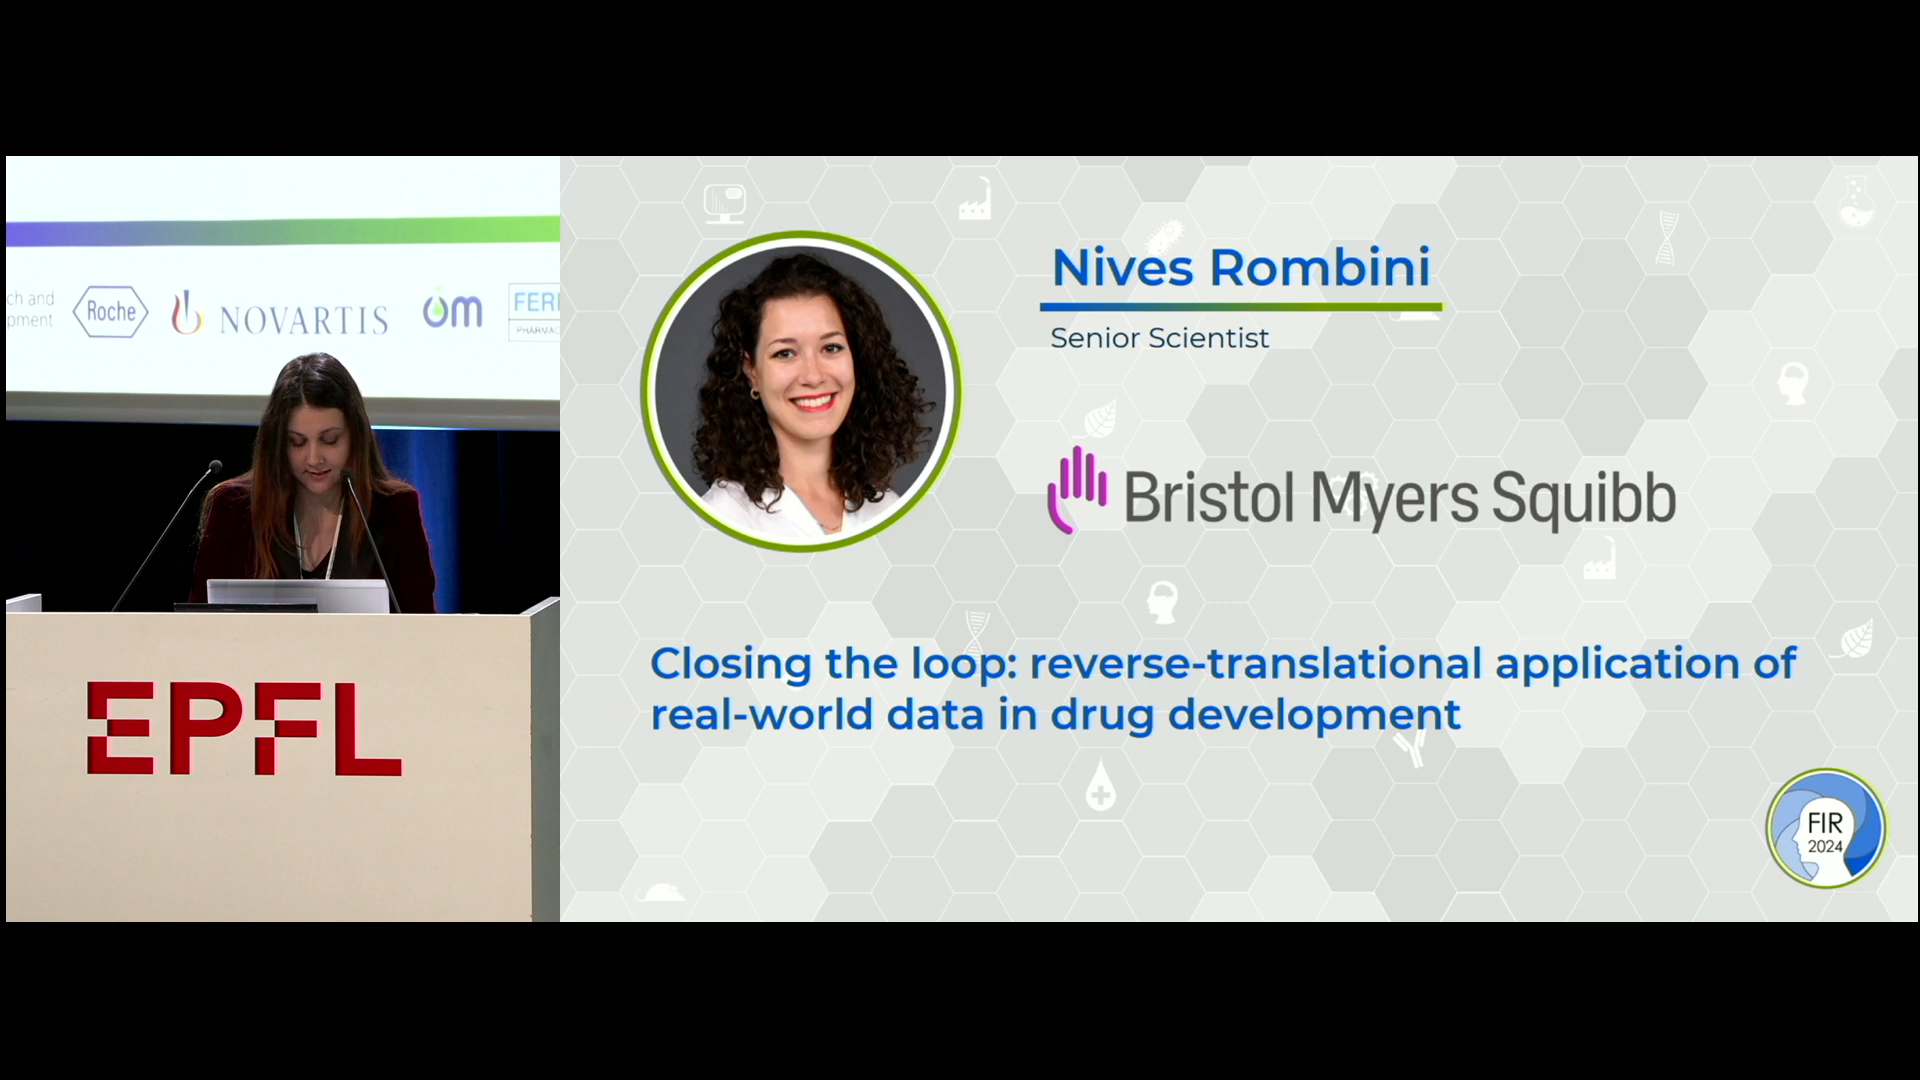 ch and
pment
Roche
NOVARTIS
om
FER
PHARMAC
EPFL
Nives Rombini
Senior Scientist
Bristol Myers Squibb
Closing the loop: reverse-translational application of
real-world data in drug development
FIR
2024